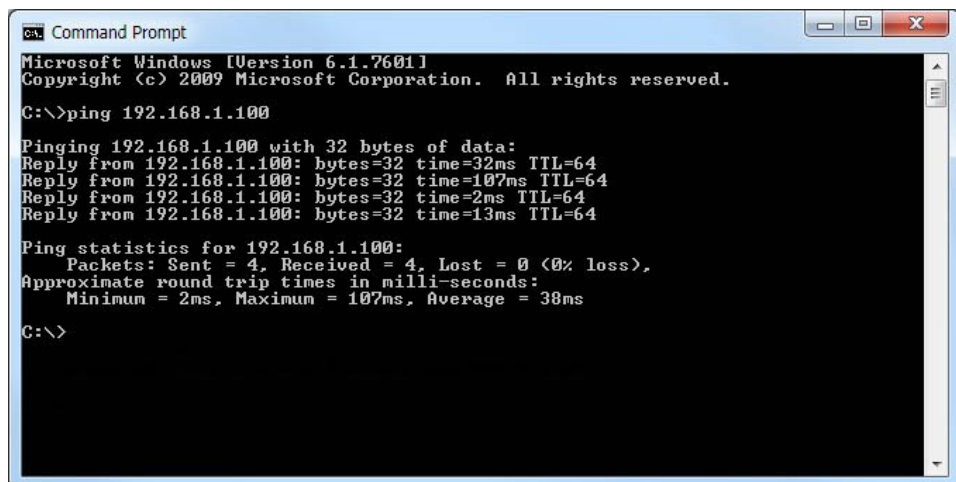 Command Prompt
Microsoft Windows [Version 6.1.7601]
Copyright (c) 2009 Microsoft Corporation.  All rights reserved.
C:\>ping 192.168.1.100
Pinging 192.168.1.100 with 32 bytes of data:
Reply from 192.168.1.100: bytes=32 time=32ms TTL=64
Reply from 192.168.1.100: bytes=32 time=107ms TTL=64
Reply from 192.168.1.100: bytes=32 time=2ms TTL=64
Reply from 192.168.1.100: bytes=32 time=13ms TTL=64
Ping statistics for 192.168.1.100:
    Packets: Sent = 4, Received = 4, Lost = 0 (0% loss),
Approximate round trip times in milli-seconds:
    Minimum = 2ms, Maximum = 107ms, Average = 38ms
C:\>